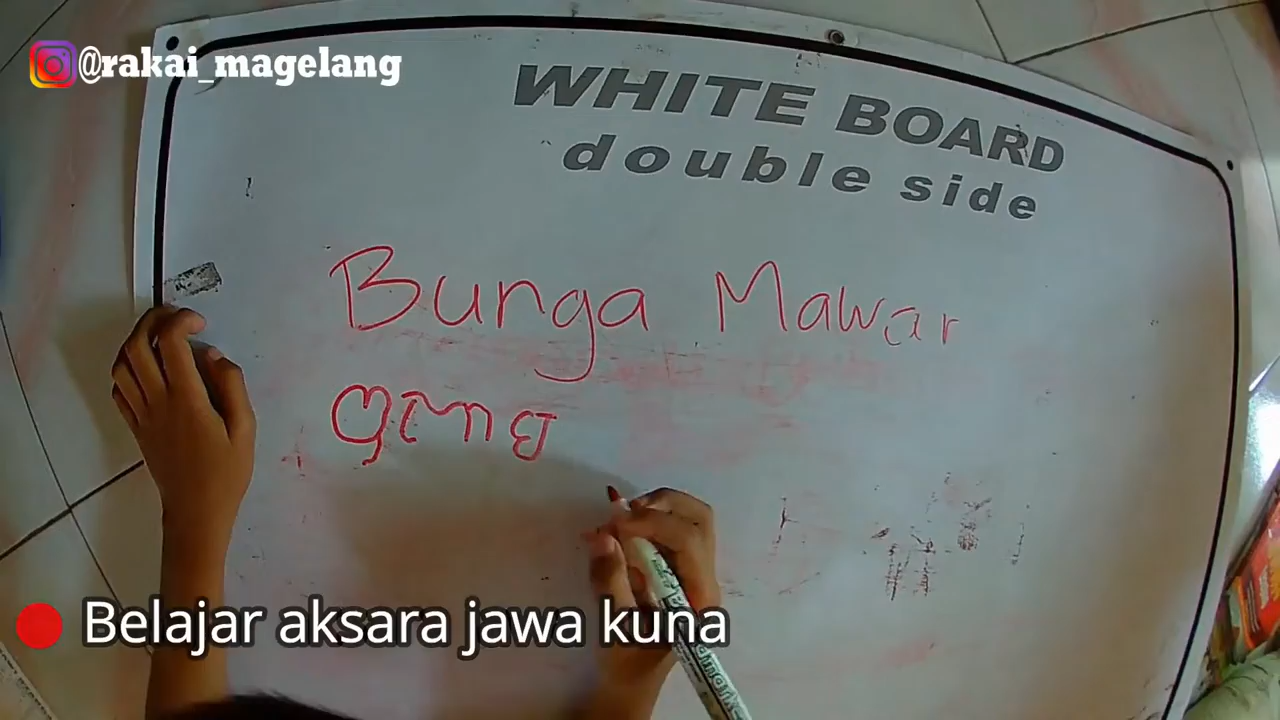 @rakai_magelang
WHITE BOARD
double side
Bunga Mawar
Belajar aksara jawa kuna